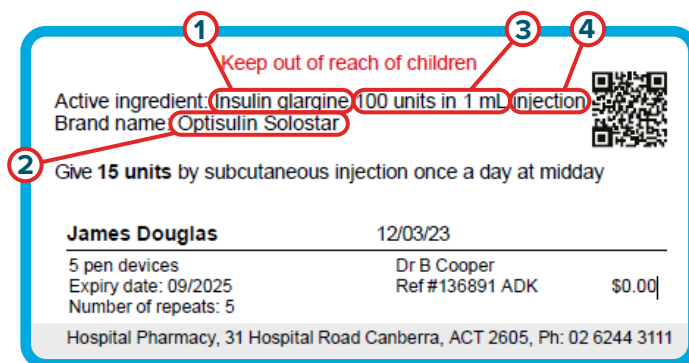 1 3 4
Keep out of reach of children
Active ingredient: Insulin glargine 100 units in 1 mL injection
Brand name: Optisulin Solostar
2
Give 15 units by subcutaneous injection once a day at midday
James Douglas 12/03/23
5 pen devices Dr B Cooper
Expiry date: 09/2025 Ref #136891 ADK $0.00
Number of repeats: 5
Hospital Pharmacy, 31 Hospital Road Canberra, ACT 2605, Ph: 02 6244 3111